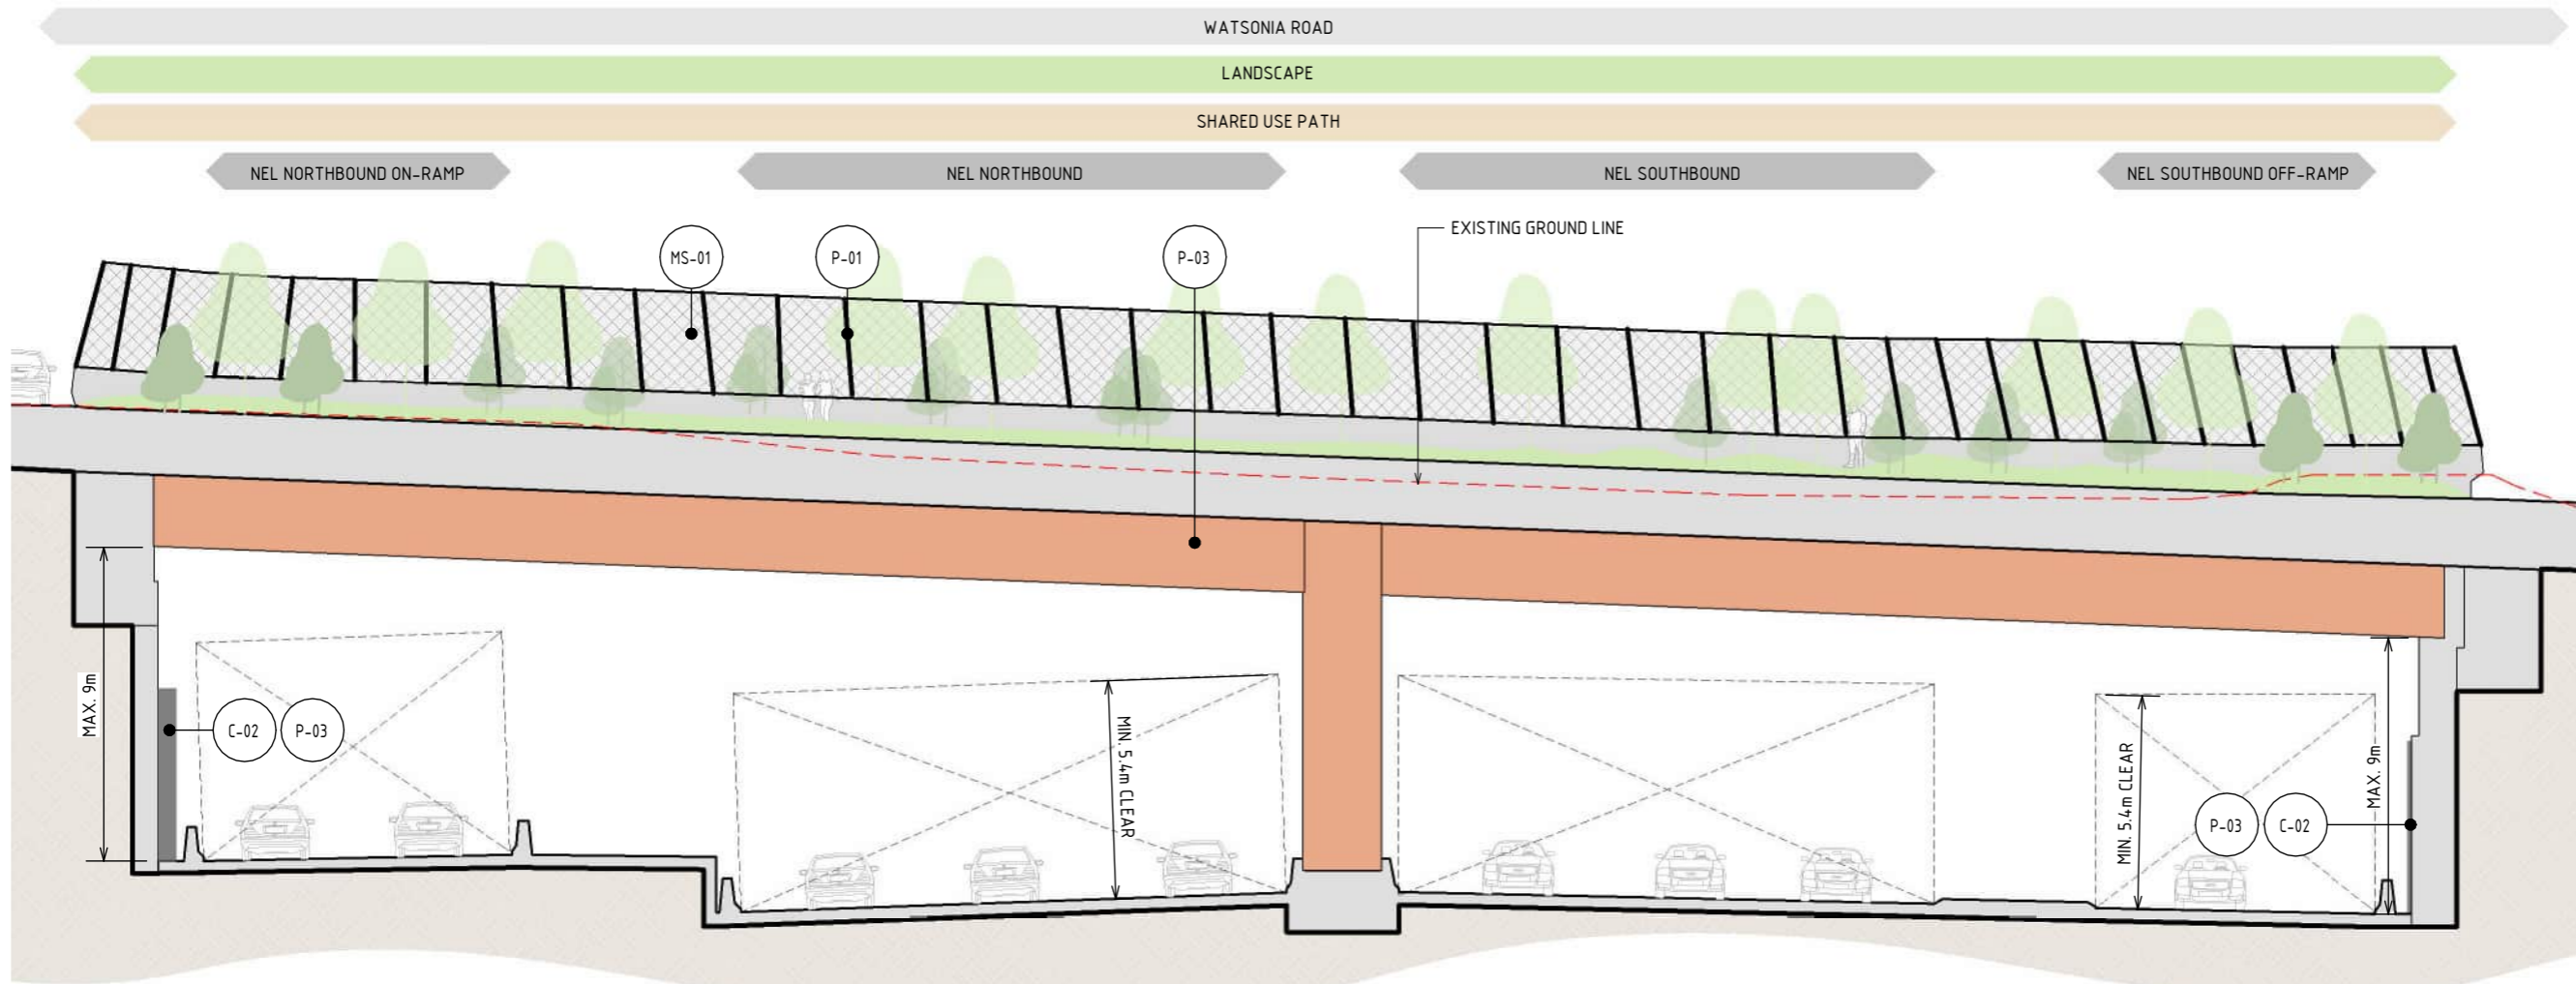 WATSONIA ROAD
LANDSCAPE
SHARED USE PATH
NEL NORTHBOUND ON-RAMP
NEL NORTHBOUND
NEL SOUTHBOUND
NEL SOUTHBOUND OFF-RAMP
EXISTING GROUND LINE
MS-01
P-01
P-03
MAX. 9m
C-02
P-03
MIN. 5.4m CLEAR
MIN. 5.4m CLEAR
P-03
C-02
MAX. 9m